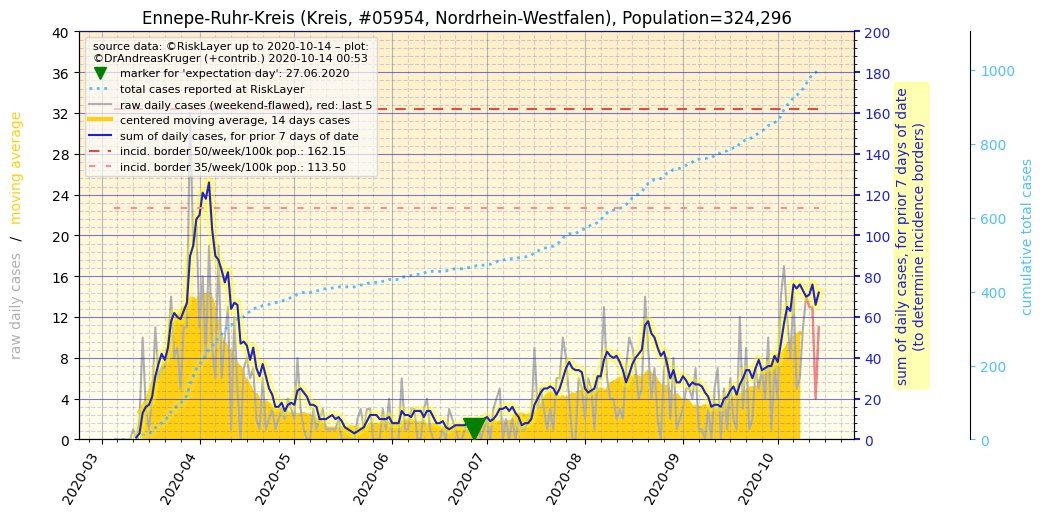 Ennepe-Ruhr-Kreis (Kreis, #05954, Nordrhein-Westfalen), Population=324,296
source data: ©RiskLayer up to 2020-10-14 – plot:
©DrAndreasKruger (+contrib.) 2020-10-14 00:53
marker for 'expectation day': 27.06.2020
total cases reported at RiskLayer
raw daily cases (weekend-flawed), red: last 5
centered moving average, 14 days cases
sum of daily cases, for prior 7 days of date
incid. border 50/week/100k pop.: 162.15
incid. border 35/week/100k pop.: 113.50
raw daily cases / moving average
40
36
32
28
24
20
16
12
8
4
0
2020-03
2020-04
2020-05
2020-06
2020-07
2020-08
2020-09
2020-10
200
180
160
140
120
100
80
60
40
20
0
sum of daily cases, for prior 7 days of date
(to determine incidence borders)
1000
800
600
400
200
0
cumulative total cases